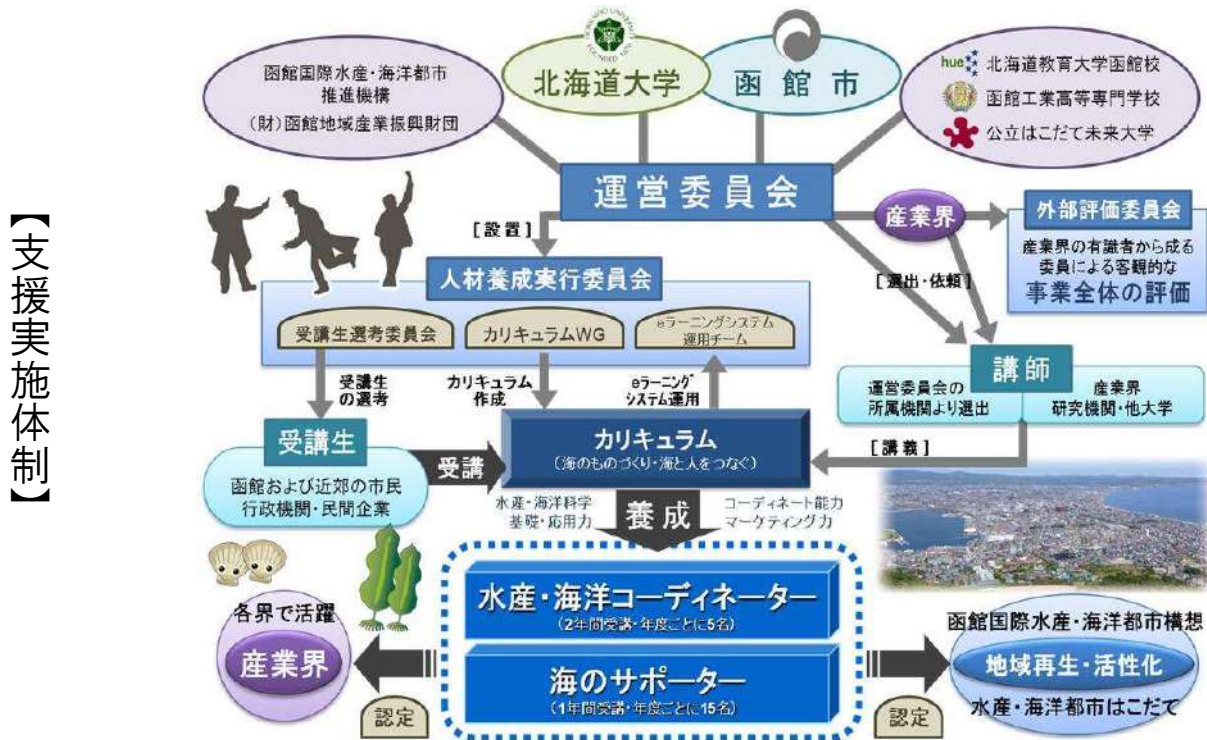 【支援実施体制】
函館国際水産・海洋都市
推進機構
(財)函館地域産業振興財団
北海道大学
函館市
hue
北海道教育大学函館校
函館工業高等専門学校
公立はこだて未来大学
運営委員会
[設置]
産業界
外部評価委員会
産業界の有識者から成る
委員による客観的な
事業全体の評価
[選出・依頼]
人材養成実行委員会
受講生選考委員会
カリキュラムWG
eラーニングシステム
運用チーム
受講生
の選考
カリキュラム
作成
eラーニング
システム運用
講師
運営委員会の
所属機関より選出
産業界
研究機関・他大学
[講義]
受講生
函館および近郊の市民
行政機関・民間企業
受講
カリキュラム
(海のものづくり・海と人をつなぐ)
水産・海洋科学
基礎・応用力
養成
コーディネート能力
マーケティング力
水産・海洋コーディネーター
(2年間受講・年度ごとに5名)
海のサポーター
(1年間受講・年度ごとに15名)
各界で活躍
産業界
認定
認定
函館国際水産・海洋都市構想
地域再生・活性化
水産・海洋都市はこだて